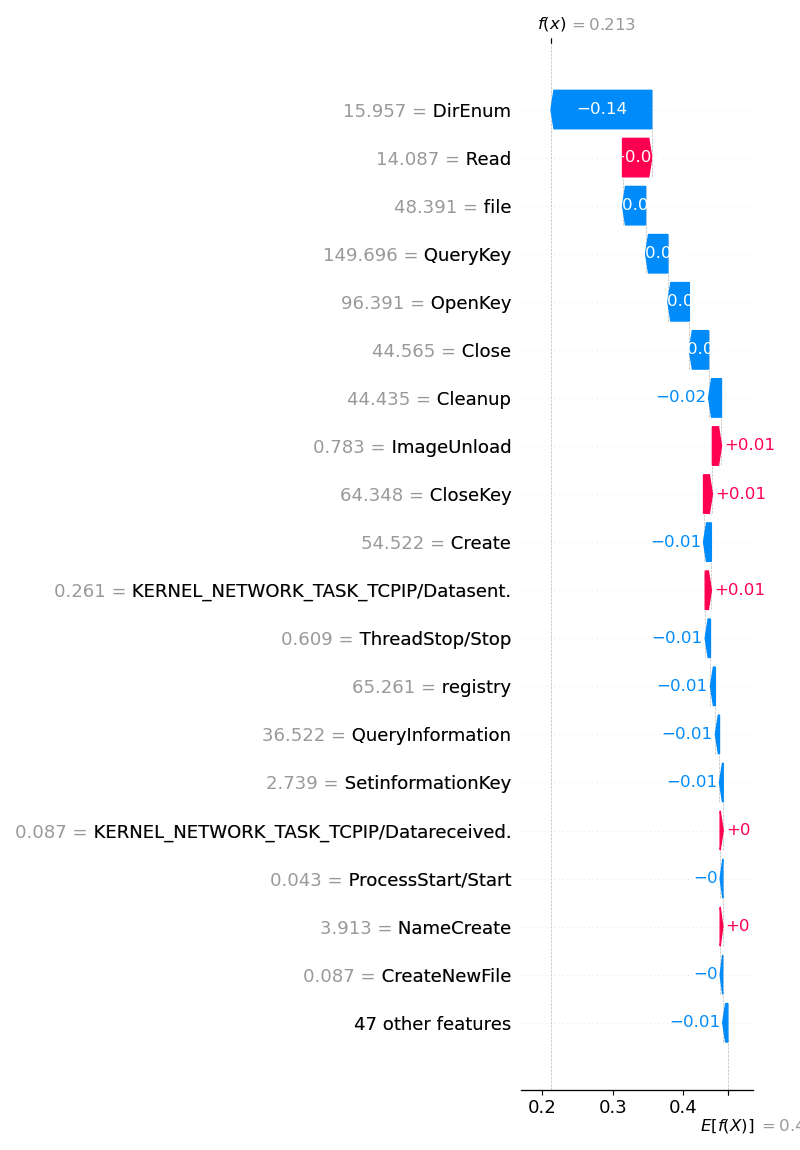 f(x) = 0.213
15.957 = DirEnum −0.14
14.087 = Read
48.391 = file
149.696 = QueryKey
96.391 = OpenKey
44.565 = Close
44.435 = Cleanup −0.02
0.783 = ImageUnload +0.01
64.348 = CloseKey +0.01
54.522 = Create −0.01
0.261 = KERNEL_NETWORK_TASK_TCPIP/Datasent. +0.01
0.609 = ThreadStop/Stop −0.01
65.261 = registry −0.01
36.522 = QueryInformation −0.01
2.739 = SetinformationKey −0.01
0.087 = KERNEL_NETWORK_TASK_TCPIP/Datareceived. +0
0.043 = ProcessStart/Start −0
3.913 = NameCreate +0
0.087 = CreateNewFile −0
47 other features −0.01
0.2 0.3 0.4
E[f(X)]